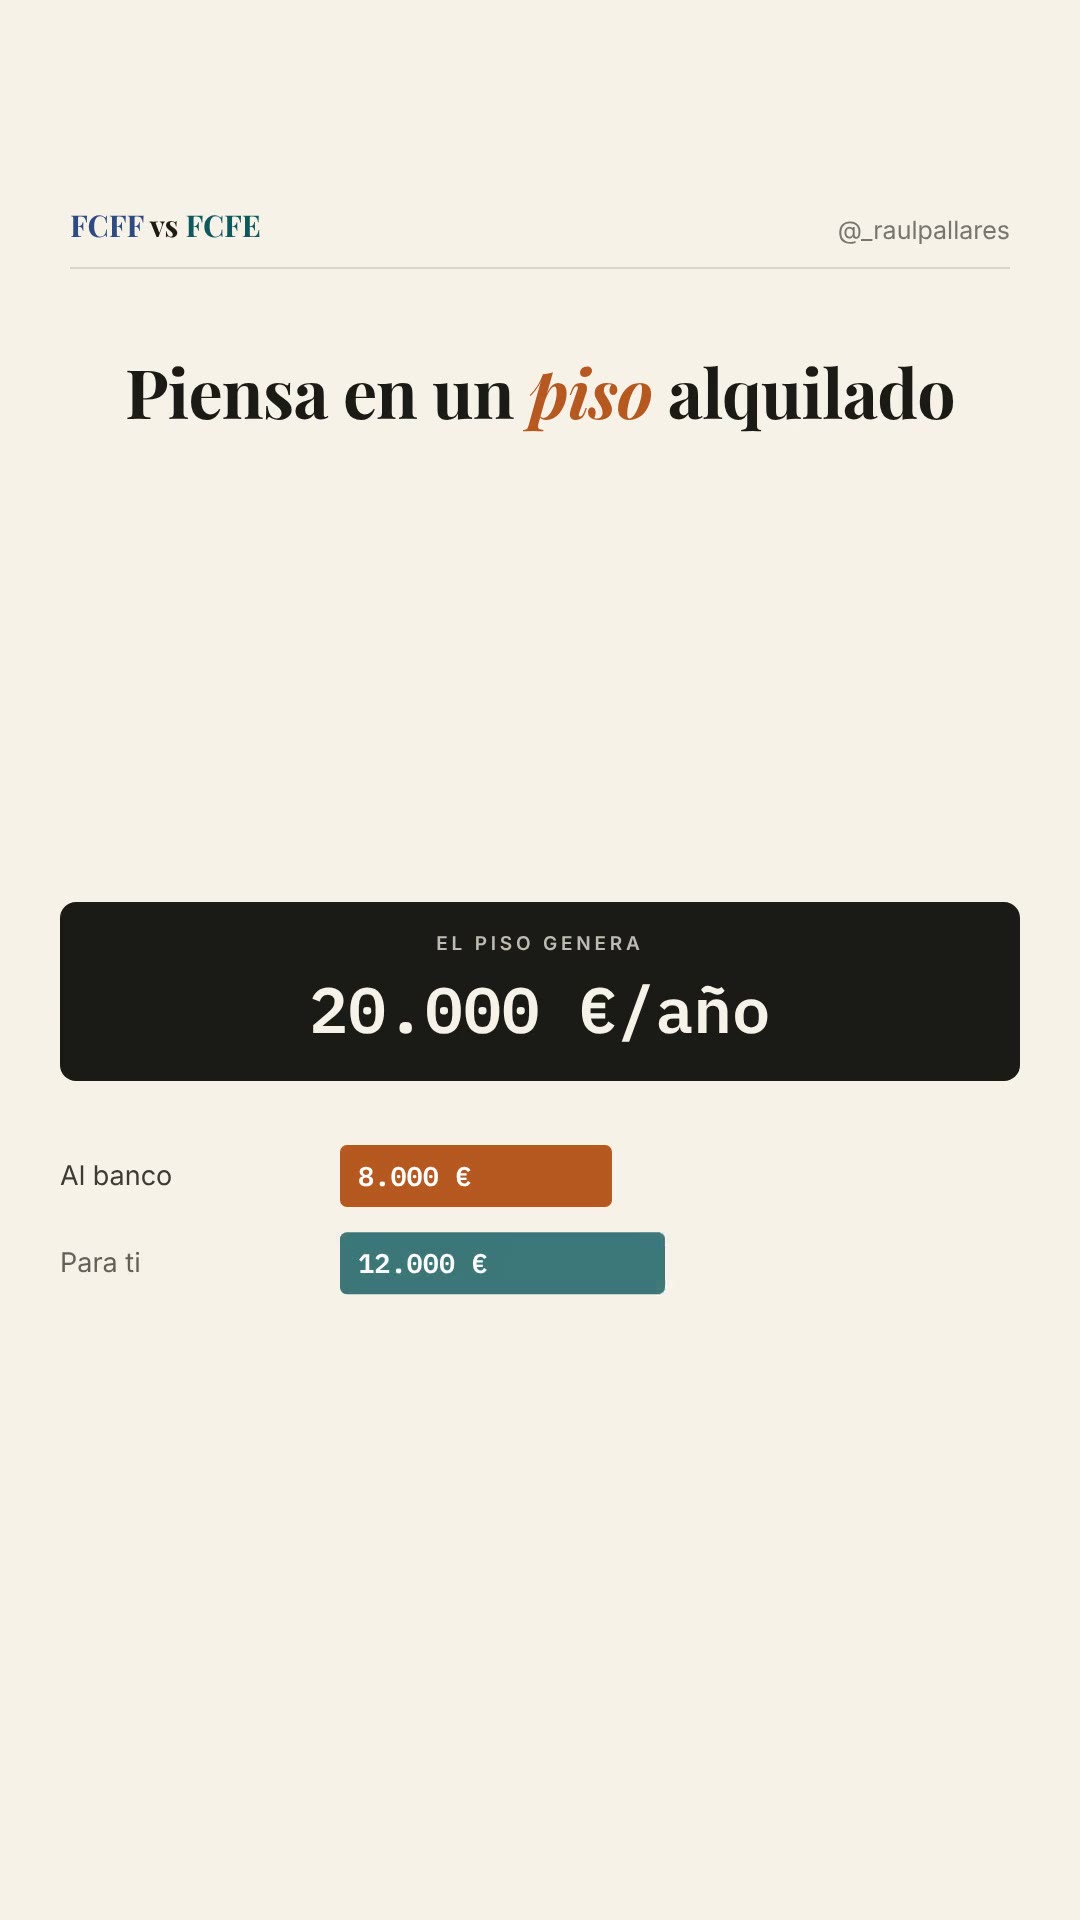 FCFF vs FCFE
@_raulpallares
Piensa en un piso alquilado
EL PISO GENERA
20.000 €/año
Al banco
8.000 €
Para ti
12.000 €